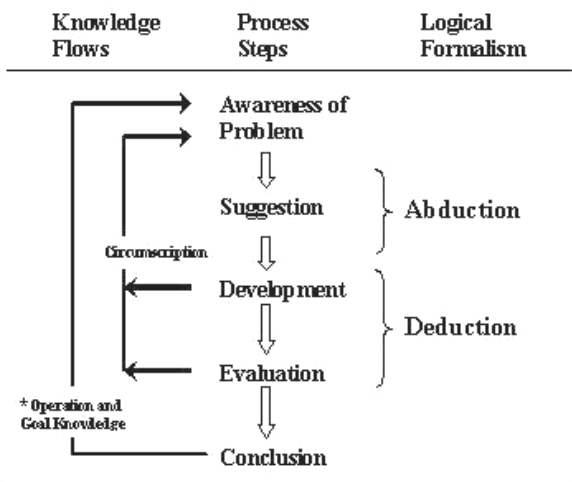 Knowledge Flows
Process Steps
Logical Formalism
Awareness of
Problem
Suggestion
Abduction
Circumscription
Development
Deduction
Evaluation
* Operation and
Goal Knowledge
Conclusion